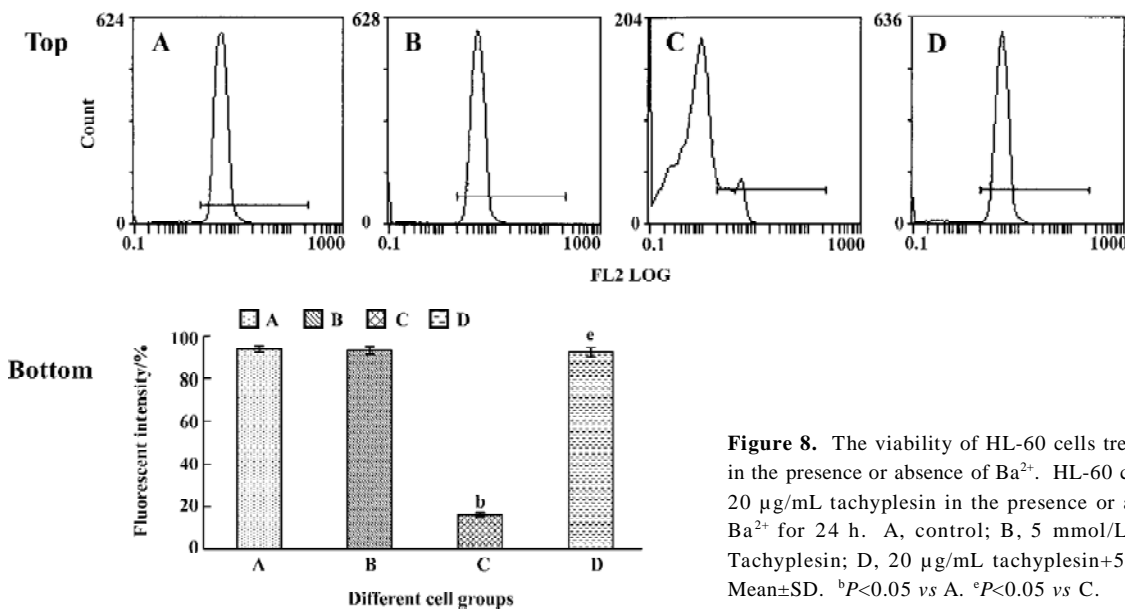 Top
624
A
Count
0
0.1
1000
628
B
0
0.1
1000
204
C
0
0.1
1000
636
D
0
0.1
1000
FL2 LOG
Bottom
A B C D
Fluorescent intensity/%
100
80
60
40
20
0
b
e
A B C D
Different cell groups
Figure 8. The viability of HL-60 cells
in the presence or absence of Ba²⁺. HL-60
20 µg/mL tachyplesin in the presence or
Ba²⁺ for 24 h. A, control; B, 5 mmol/L
Tachyplesin; D, 20 µg/mL tachyplesin+5
Mean±SD. ᵇP<0.05 vs A. ᵉP<0.05 vs C.